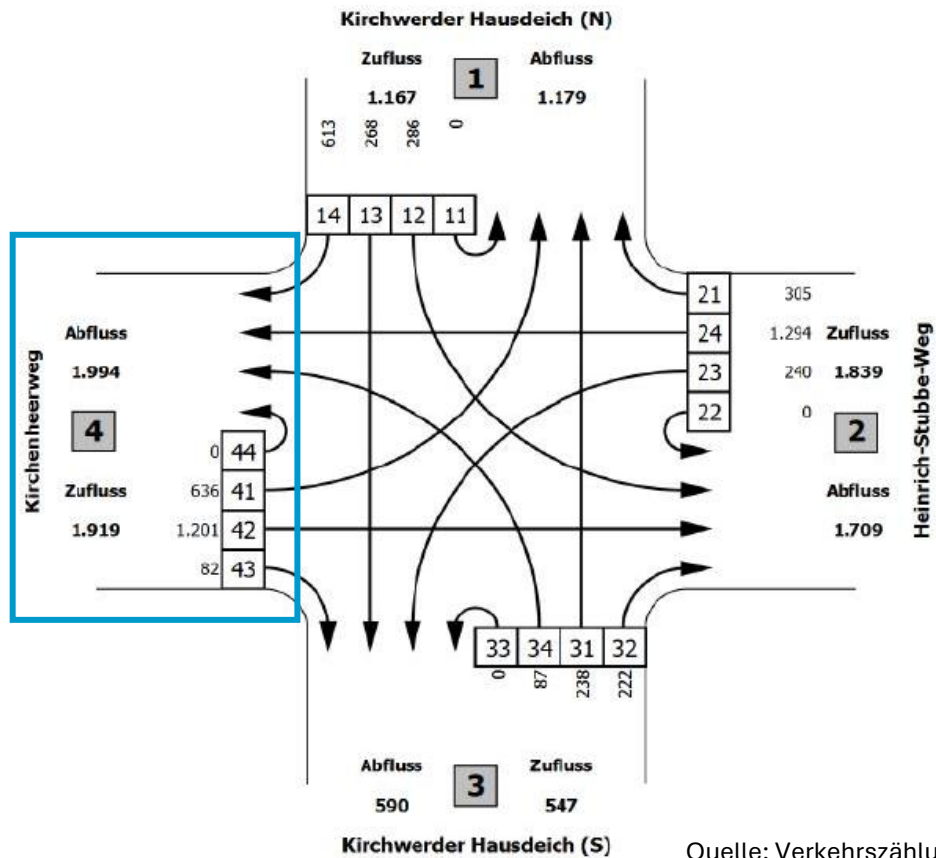 Kirchwerder Hausdeich (N)
Zufluss 1 Abfluss
1.167 1.179
613 268 286 0
14 13 12 11
21 305
24 1.294 Zufluss
23 240 1.839
22 0
2
Heinrich-Stubbe-Weg
Abfluss
1.709
Kirchenheerweg
Abfluss
1.994
4
Zufluss
1.919
0 44
636 41
1.201 42
82 43
33 34 31 32
0 87 238 222
Abfluss 3 Zufluss
590 547
Kirchwerder Hausdeich (S)
Quelle: Verkehrszählu